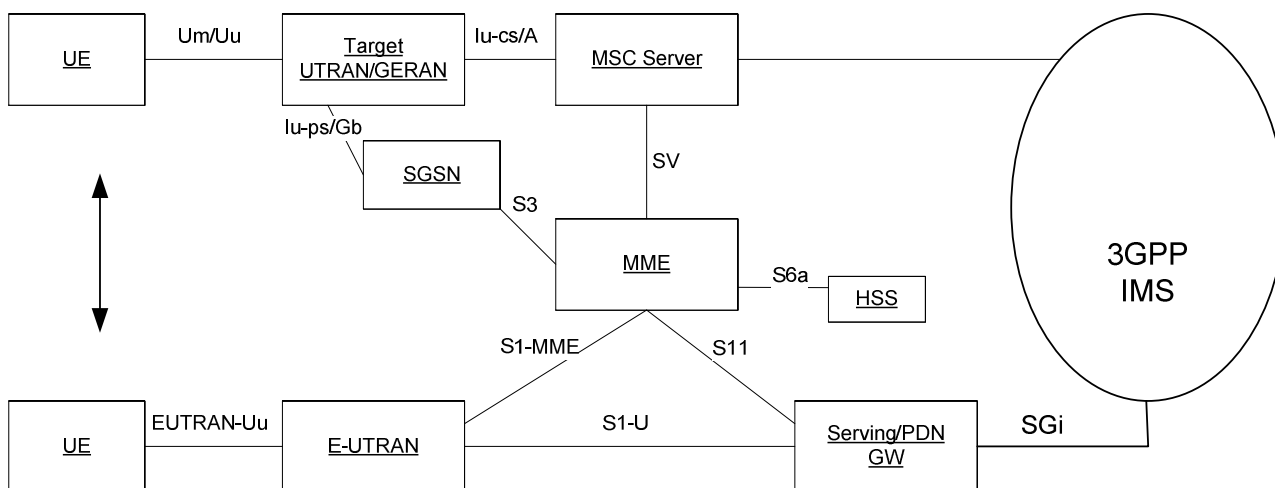 UE
Um/Uu
Target
UTRAN/GERAN
Iu-cs/A
MSC Server
Iu-ps/Gb
SGSN
SV
S3
MME
S6a
HSS
3GPP
IMS
S1-MME
S11
UE
EUTRAN-Uu
E-UTRAN
S1-U
Serving/PDN
GW
SGi